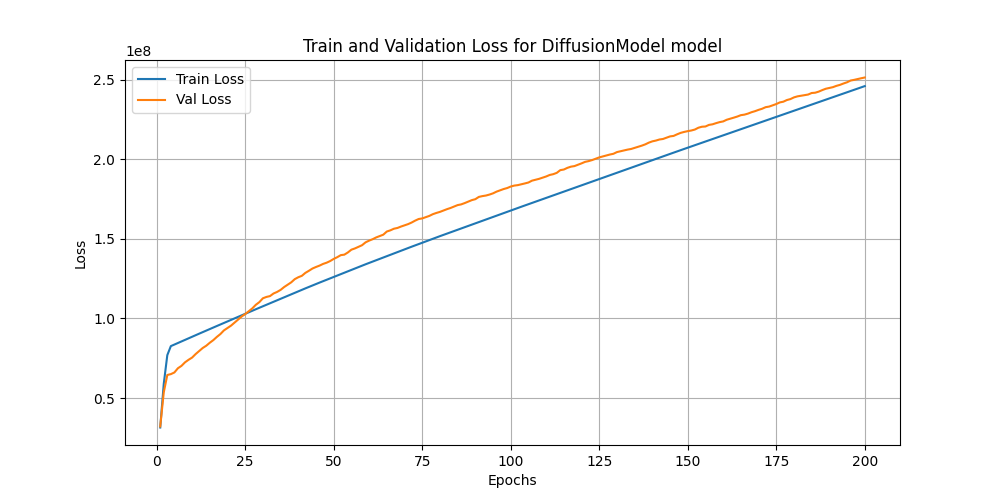 Train and Validation Loss for DiffusionModel model
1e8
Train Loss
Val Loss
2.5
2.0
1.5
1.0
0.5
Loss
0 25 50 75 100 125 150 175 200
Epochs